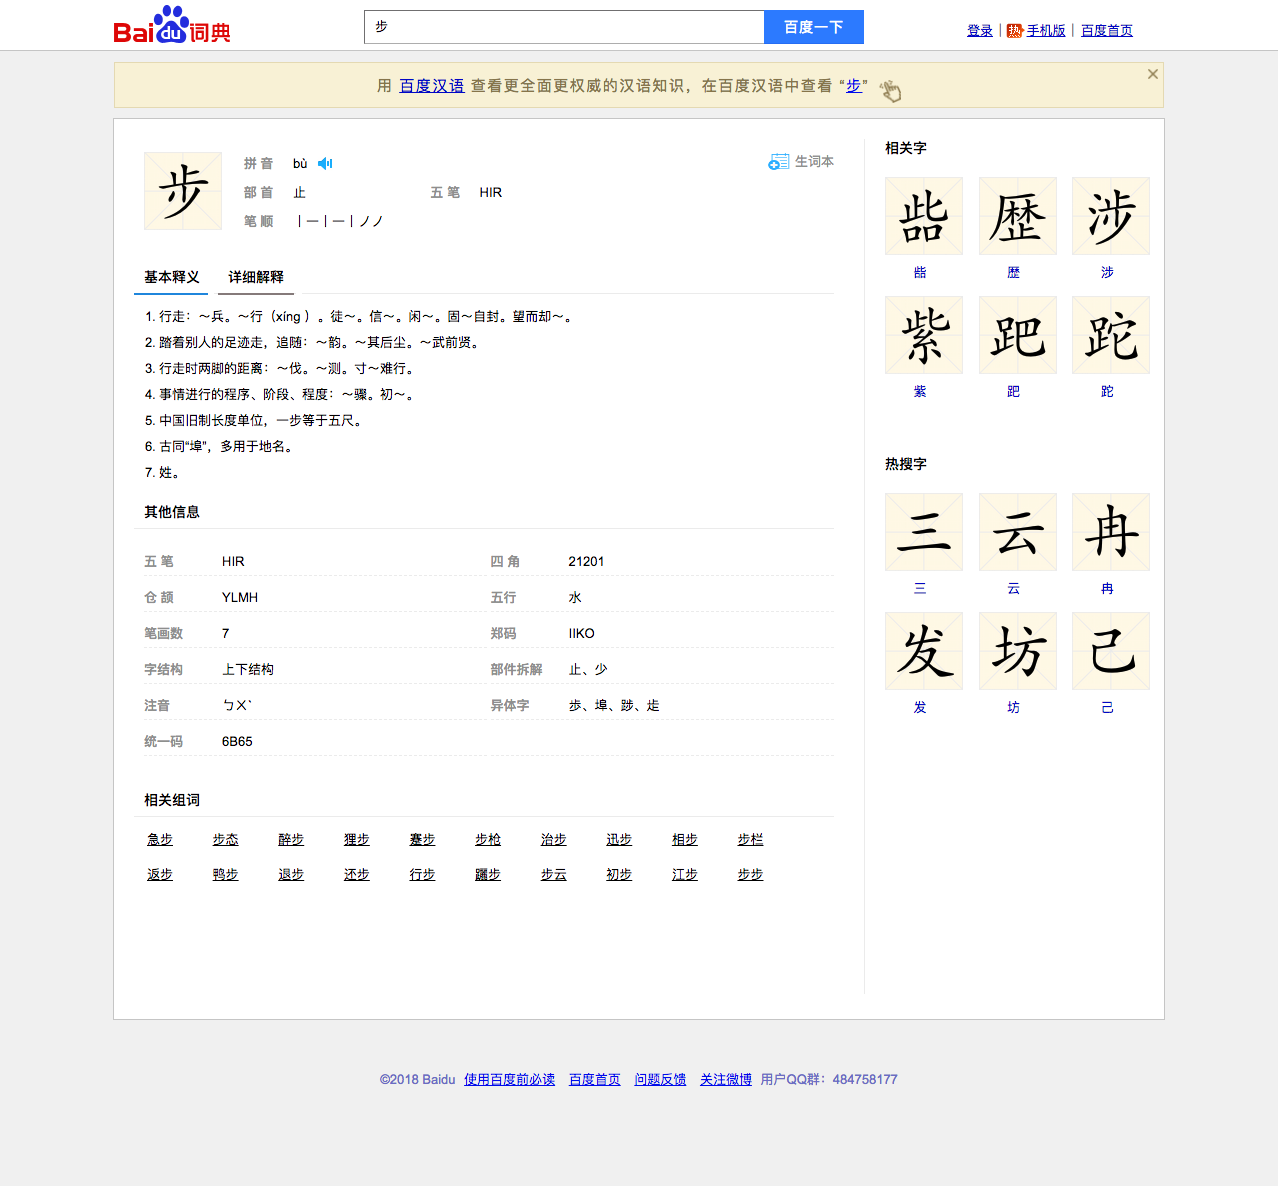 Baidu词典
步
百度一下
登录 | 热 手机版 | 百度首页
用 百度汉语 查看更全面更权威的汉语知识，在百度汉语中查看 “步”
步
拼 音 bù
生词本
部 首 止 五 笔 HIR
笔 顺 丨一丨一丨ノノ
基本释义 详细解释
1. 行走：～兵。～行（xíng ）。徒～。信～。闲～。固～自封。望而却～。
2. 踏着别人的足迹走，追随：～韵。～其后尘。～武前贤。
3. 行走时两脚的距离：～伐。～测。寸～难行。
4. 事情进行的程序、阶段、程度：～骤。初～。
5. 中国旧制长度单位，一步等于五尺。
6. 古同“埠”，多用于地名。
7. 姓。
其他信息
五 笔 HIR 四 角 21201
仓 颉 YLMH 五行 水
笔画数 7 郑码 IIKO
字结构 上下结构 部件拆解 止、少
注音 ㄅㄨˋ 异体字 歩、埠、踄、
统一码 6B65
相关组词
急步 步态 醉步 狸步 蹇步 步枪 治步 迅步 相步 步栏
返步 鸭步 退步 还步 行步 步云 初步 江步 步步
相关字
歷 涉
歷 涉
紫 跁 跎
紫 跁 跎
热搜字
三 云 冉
三 云 冉
发 坊 己
发 坊 己
©2018 Baidu 使用百度前必读 百度首页 问题反馈 关注微博 用户QQ群：484758177